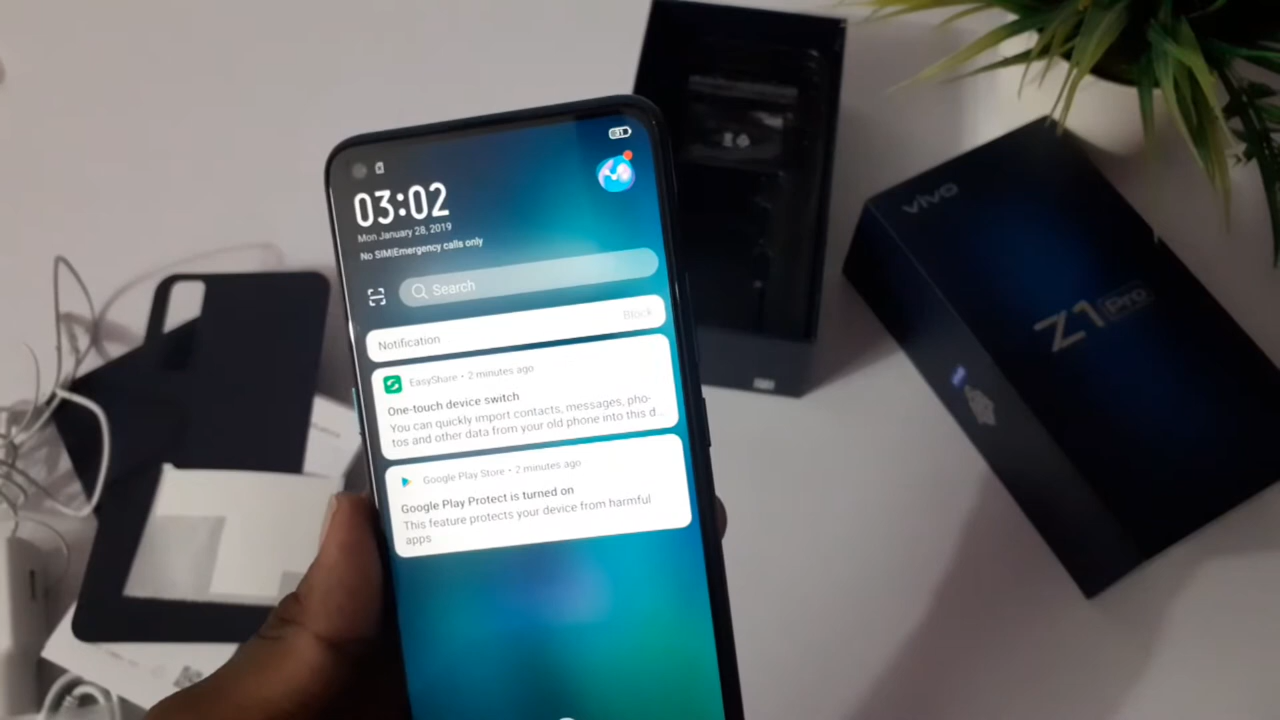 31
03:02
Mon January 28, 2019
No SIM|Emergency calls only
Search
Notification
Block
EasyShare • 2 minutes ago
One-touch device switch
You can quickly import contacts, messages, pho-
tos and other data from your old phone into this d...
Google Play Store • 2 minutes ago
Google Play Protect is turned on
This feature protects your device from harmful
apps
vivo
Z1Pro